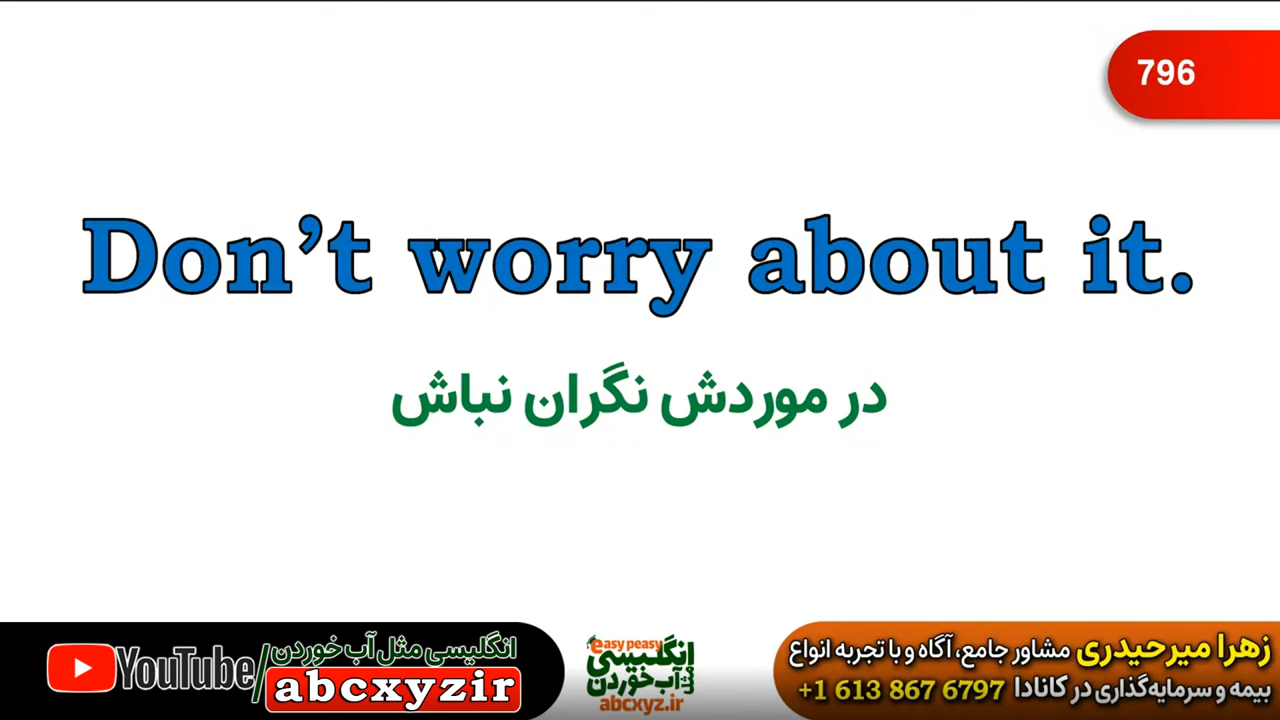 796
Don’t worry about it.
در موردش نگران نباش
انگلیسی مثل آب خوردن
YouTube/
abcxyzir
easy peasy
انگلیسی
مثل آب خوردن
abcxyz.ir
زهرا میرحیدری مشاور جامع، آگاه و با تجربه انواع
بیمه و سرمایه‌گذاری در کانادا +1 613 867 6797